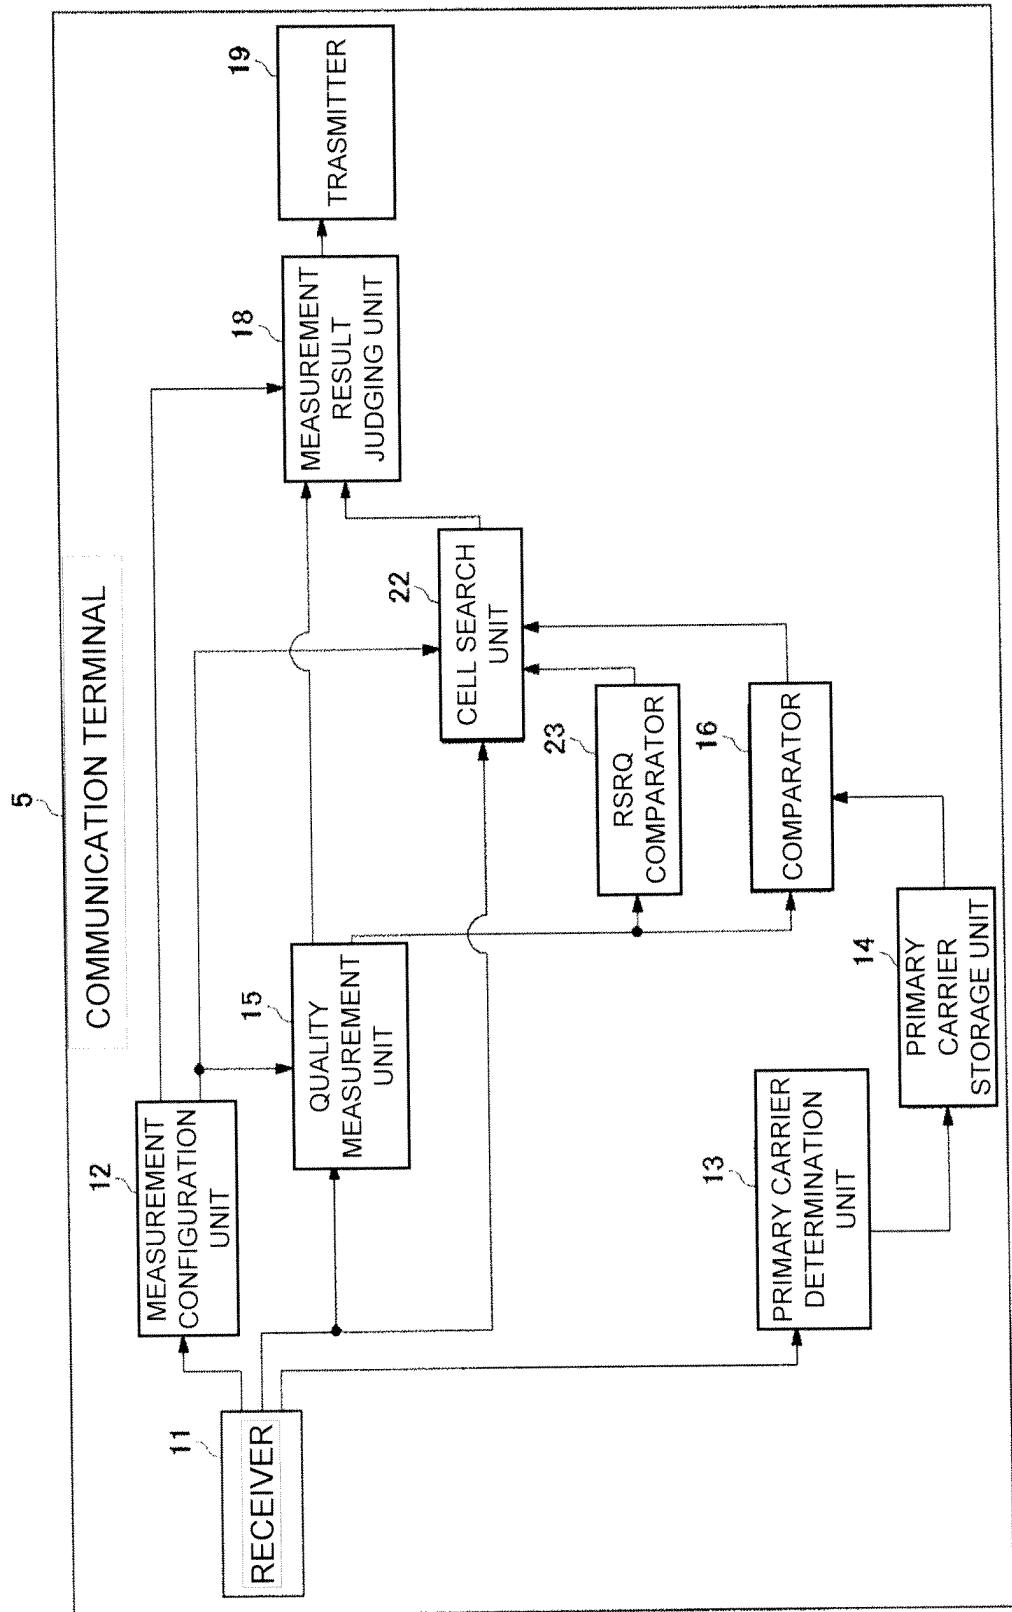 5
COMMUNICATION TERMINAL
11
RECEIVER
12
MEASUREMENT
CONFIGURATION
UNIT
15
QUALITY
MEASUREMENT
UNIT
13
PRIMARY CARRIER
DETERMINATION
UNIT
14
PRIMARY
CARRIER
STORAGE UNIT
23
RSRQ
COMPARATOR
16
COMPARATOR
22
CELL SEARCH
UNIT
18
MEASUREMENT
RESULT
JUDGING UNIT
19
TRASMITTER